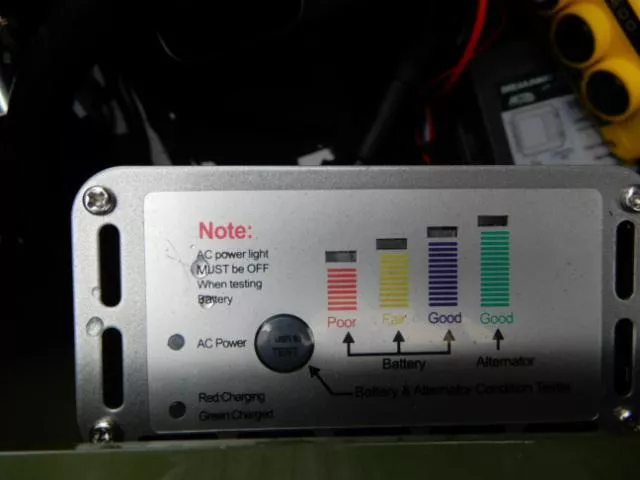 Note:
AC power light
MUST be OFF
When testing
Battery
Poor
Fair
Good
Good
AC Power
TEST
Battery
Alternator
Battery & Alternator Condition Tester
Red:Charging
Green:Charged